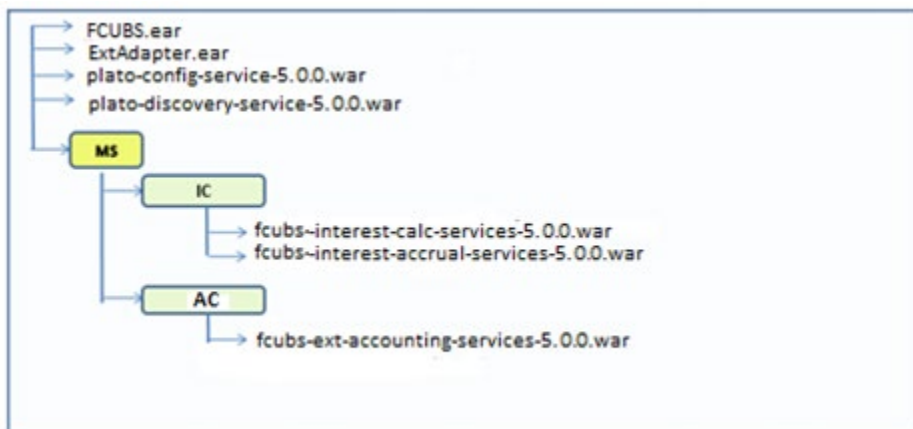 FCUBS.ear
ExtAdapter.ear
plato-config-service-5.0.0.war
plato-discovery-service-5.0.0.war
MS
IC
fcubs-interest-calc-services-5.0.0.war
fcubs-interest-accrual-services-5.0.0.war
AC
fcubs-ext-accounting-services-5.0.0.war